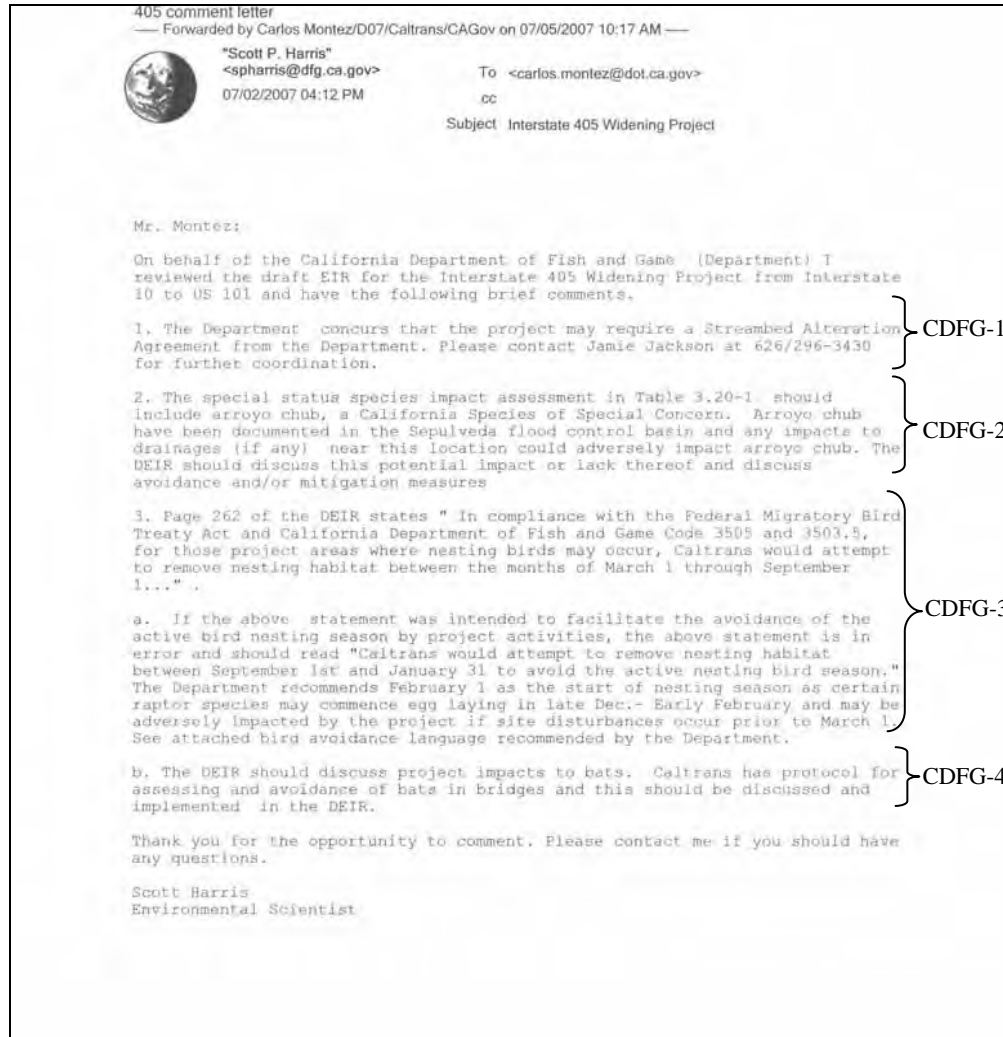 405 comment letter
----- Forwarded by Carlos Montez/D07/Caltrans/CAGov on 07/05/2007 10:17 AM -----
"Scott P. Harris"
<spharris@dfg.ca.gov>
07/02/2007 04:12 PM
To <carlos.montez@dot.ca.gov>
cc
Subject Interstate 405 Widening Project
Mr. Montez:
On behalf of the California Department of Fish and Game (Department) I
reviewed the draft EIR for the Interstate 405 Widening Project from Interstate
10 to US 101 and have the following brief comments.
1. The Department concurs that the project may require a Streambed Alteration
Agreement from the Department. Please contact Jamie Jackson at 626/296-3430
for further coordination.
CDFG-1
2. The special status species impact assessment in Table 3.20-1 should
include arroyo chub, a California Species of Special Concern. Arroyo chub
have been documented in the Sepulveda flood control basin and any impacts to
drainages (if any) near this location could adversely impact arroyo chub. The
DEIR should discuss this potential impact or lack thereof and discuss
avoidance and/or mitigation measures
CDFG-2
3. Page 262 of the DEIR states " In compliance with the Federal Migratory Bird
Treaty Act and California Department of Fish and Game Code 3505 and 3503.5,
for those project areas where nesting birds may occur, Caltrans would attempt
to remove nesting habitat between the months of March 1 through September
1..." .
a. If the above statement was intended to facilitate the avoidance of the
active bird nesting season by project activities, the above statement is in
error and should read "Caltrans would attempt to remove nesting habitat
between September 1st and January 31 to avoid the active nesting bird season."
The Department recommends February 1 as the start of nesting season as certain
raptor species may commence egg laying in late Dec.- Early February and may be
adversely impacted by the project if site disturbances occur prior to March 1.
See attached bird avoidance language recommended by the Department.
CDFG-3
b. The DEIR should discuss project impacts to bats. Caltrans has protocol for
assessing and avoidance of bats in bridges and this should be discussed and
implemented in the DEIR.
CDFG-4
Thank you for the opportunity to comment. Please contact me if you should have
any questions.
Scott Harris
Environmental Scientist